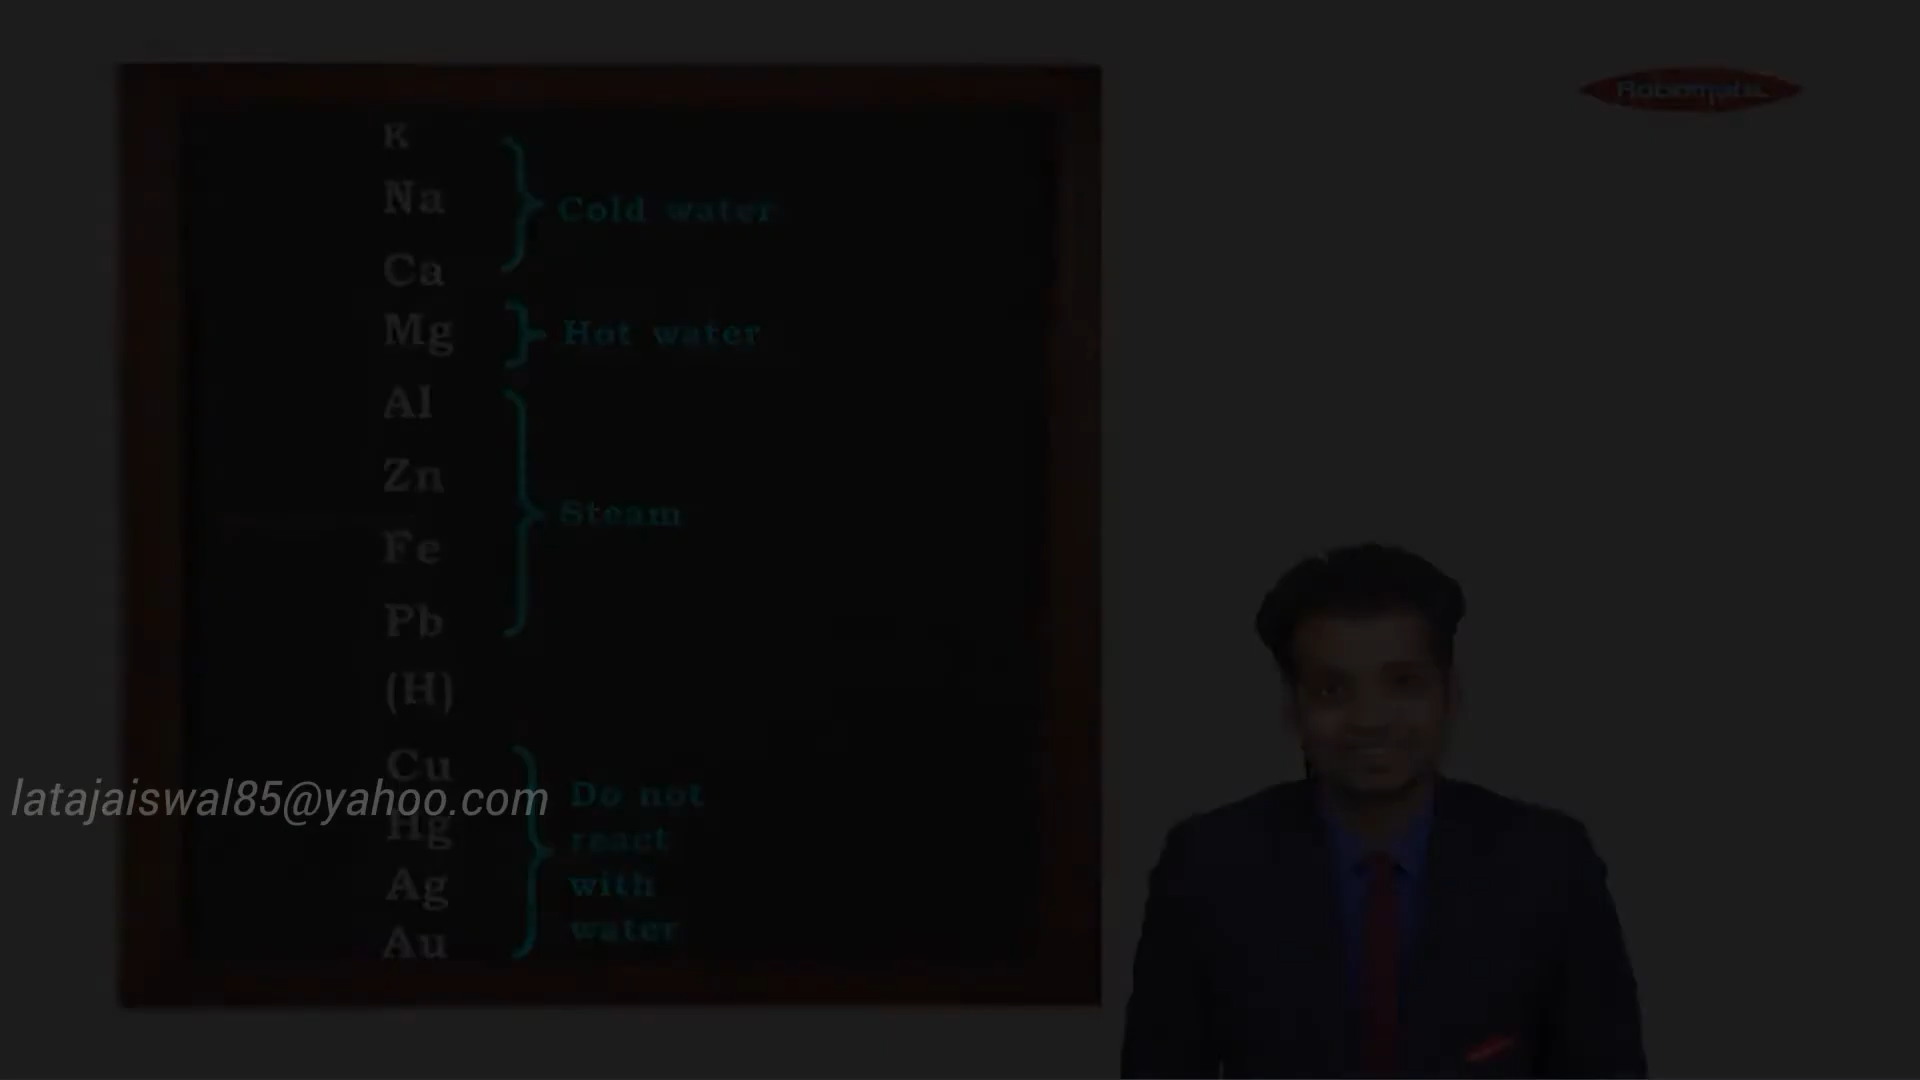 Robomate
K
Na
Cold water
Ca
Mg
Hot water
Al
Zn
Steam
Fe
Pb
(H)
Cu
Do not
latajaiswal85@yahoo.com
Hg
react
Ag
with
Au
water